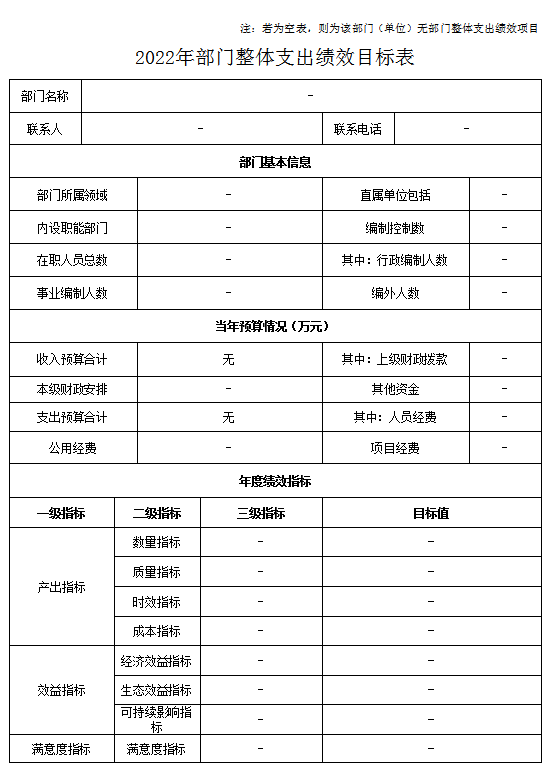 注：若为空表，则为该部门（单位）无部门整体支出绩效项目
2022年部门整体支出绩效目标表
部门名称 -
联系人 - 联系电话 -
部门基本信息
部门所属领域 - 直属单位包括 -
内设职能部门 - 编制控制数 -
在职人员总数 - 其中：行政编制人数 -
事业编制人数 - 编外人数 -
当年预算情况（万元）
收入预算合计 无 其中：上级财政拨款 -
本级财政安排 - 其他资金 -
支出预算合计 无 其中：人员经费 -
公用经费 - 项目经费 -
年度绩效指标
一级指标 二级指标 三级指标 目标值
产出指标 数量指标 - -
质量指标 - -
时效指标 - -
成本指标 - -
效益指标 经济效益指标 - -
生态效益指标 - -
可持续影响指
标 - -
满意度指标 满意度指标 - -